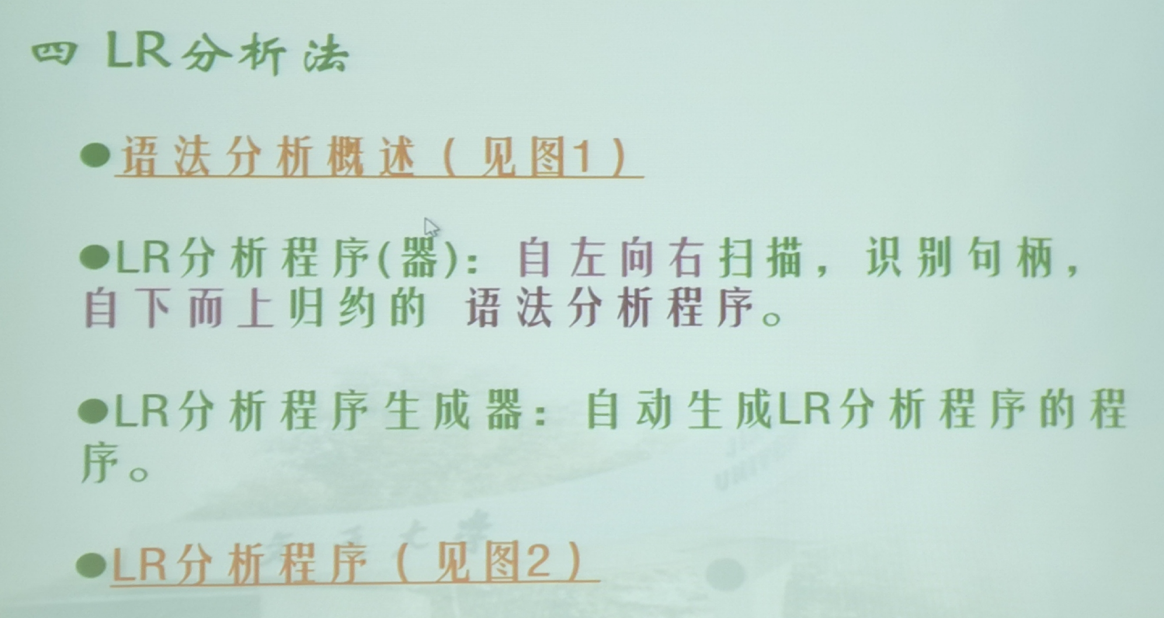 四 LR分析法
●语法分析概述（见图1）
●LR分析程序(器)：自左向右扫描，识别句柄，
自下而上归约的 语法分析程序。
●LR分析程序生成器：自动生成LR分析程序的程
序。
●LR分析程序（见图2）